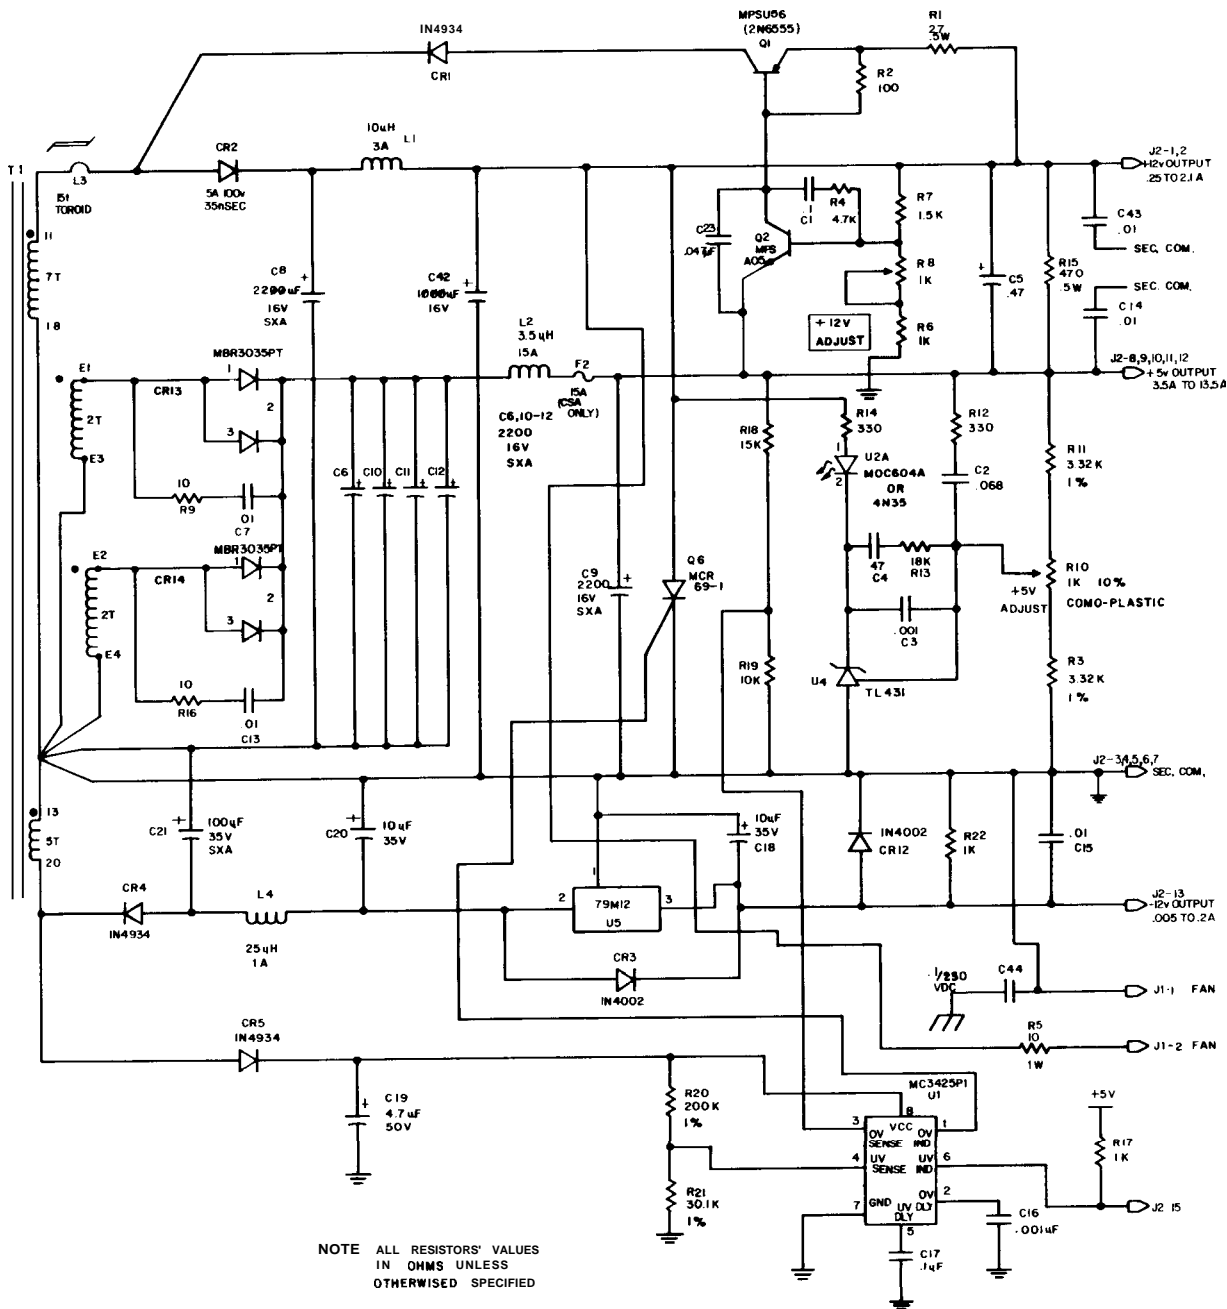 IN4934
CR1
MPSU56
(2N6555)
Q1
R1
27
.5W
R2
100
T1
L3
15t
TOROID
CR2
5A 100v
35nSEC
10uH
3A
L1
J2-1,2
+12v OUTPUT
.25 TO 2.1A
11
7T
18
C8
2200uF
16V
SXA
C42
1000uF
16V
C23
.047uF
.1
C1
R4
4.7K
Q2
MPS
A05
R7
1.5K
R8
1K
R6
1K
+12V
ADJUST
C5
.47
R15
470
.5W
C43
.01
SEC. COM.
SEC. COM.
C14
.01
L2
3.5uH
15A
F2
15A
(CSA
ONLY)
J2-8,9,10,11,12
+5v OUTPUT
3.5A TO 13.5A
E1
2T
E3
MBR3035PT
CR13
1
2
3
10
R9
.01
C7
C6
C10
C11
C12
C6,10-12
2200
16V
SXA
R18
15K
R14
330
R12
330
1
U2A
MOC604A
OR
4N35
2
C2
.068
R11
3.32K
1%
E2
2T
E4
MBR3035PT
CR14
1
2
3
10
R16
.01
C13
C9
2200
16V
SXA
Q6
MCR
69-1
47
C4
18K
R13
.001
C3
+5V
ADJUST
R10
1K 10%
COMO-PLASTIC
R19
10K
U4
TL431
R3
3.32K
1%
J2-3,4,5,6,7
SEC, COM,
13
5T
20
C21
100uF
35V
SXA
C20
10uF
35V
10uF
35V
C18
IN4002
CR12
R22
1K
.01
C15
CR4
IN4934
L4
25uH
1A
1
2
79M12
3
U5
CR3
IN4002
J2-13
-12v OUTPUT
.005 TO .2A
.1/250
VDC
C44
J1-1 FAN
R5
10
1W
J1-2 FAN
CR5
IN4934
C19
4.7uF
50V
R20
200K
1%
R21
30.1K
1%
MC3425P1
U1
8
VCC
3
OV
SENSE
OV
IND
1
4
UV
SENSE
UV
IND
6
7
GND
OV
DLY
2
UV
DLY
5
C16
.001uF
C17
.1uF
+5V
R17
1K
J2-15
NOTE ALL RESISTORS' VALUES
IN OHMS UNLESS
OTHERWISED SPECIFIED